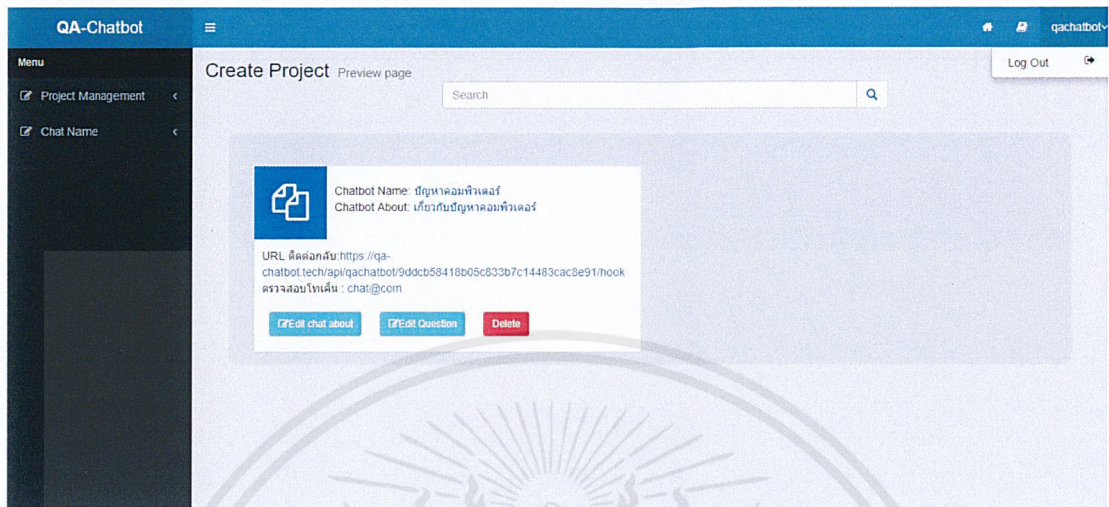 QA-Chatbot
qachatbot
Menu
Log Out
Create Project Preview page
Project Management
Search
Chat Name
Chatbot Name: ปัญหาคอมพิวเตอร์
Chatbot About: เกี่ยวกับปัญหาคอมพิวเตอร์
URL ติดต่อกลับ:https://qa-
chatbot.tech/api/qachatbot/9ddcb58418b05c833b7c14483cac8e91/hook
ตรวจสอบโทเค็น : chat@com
Edit chat about
Edit Question
Delete